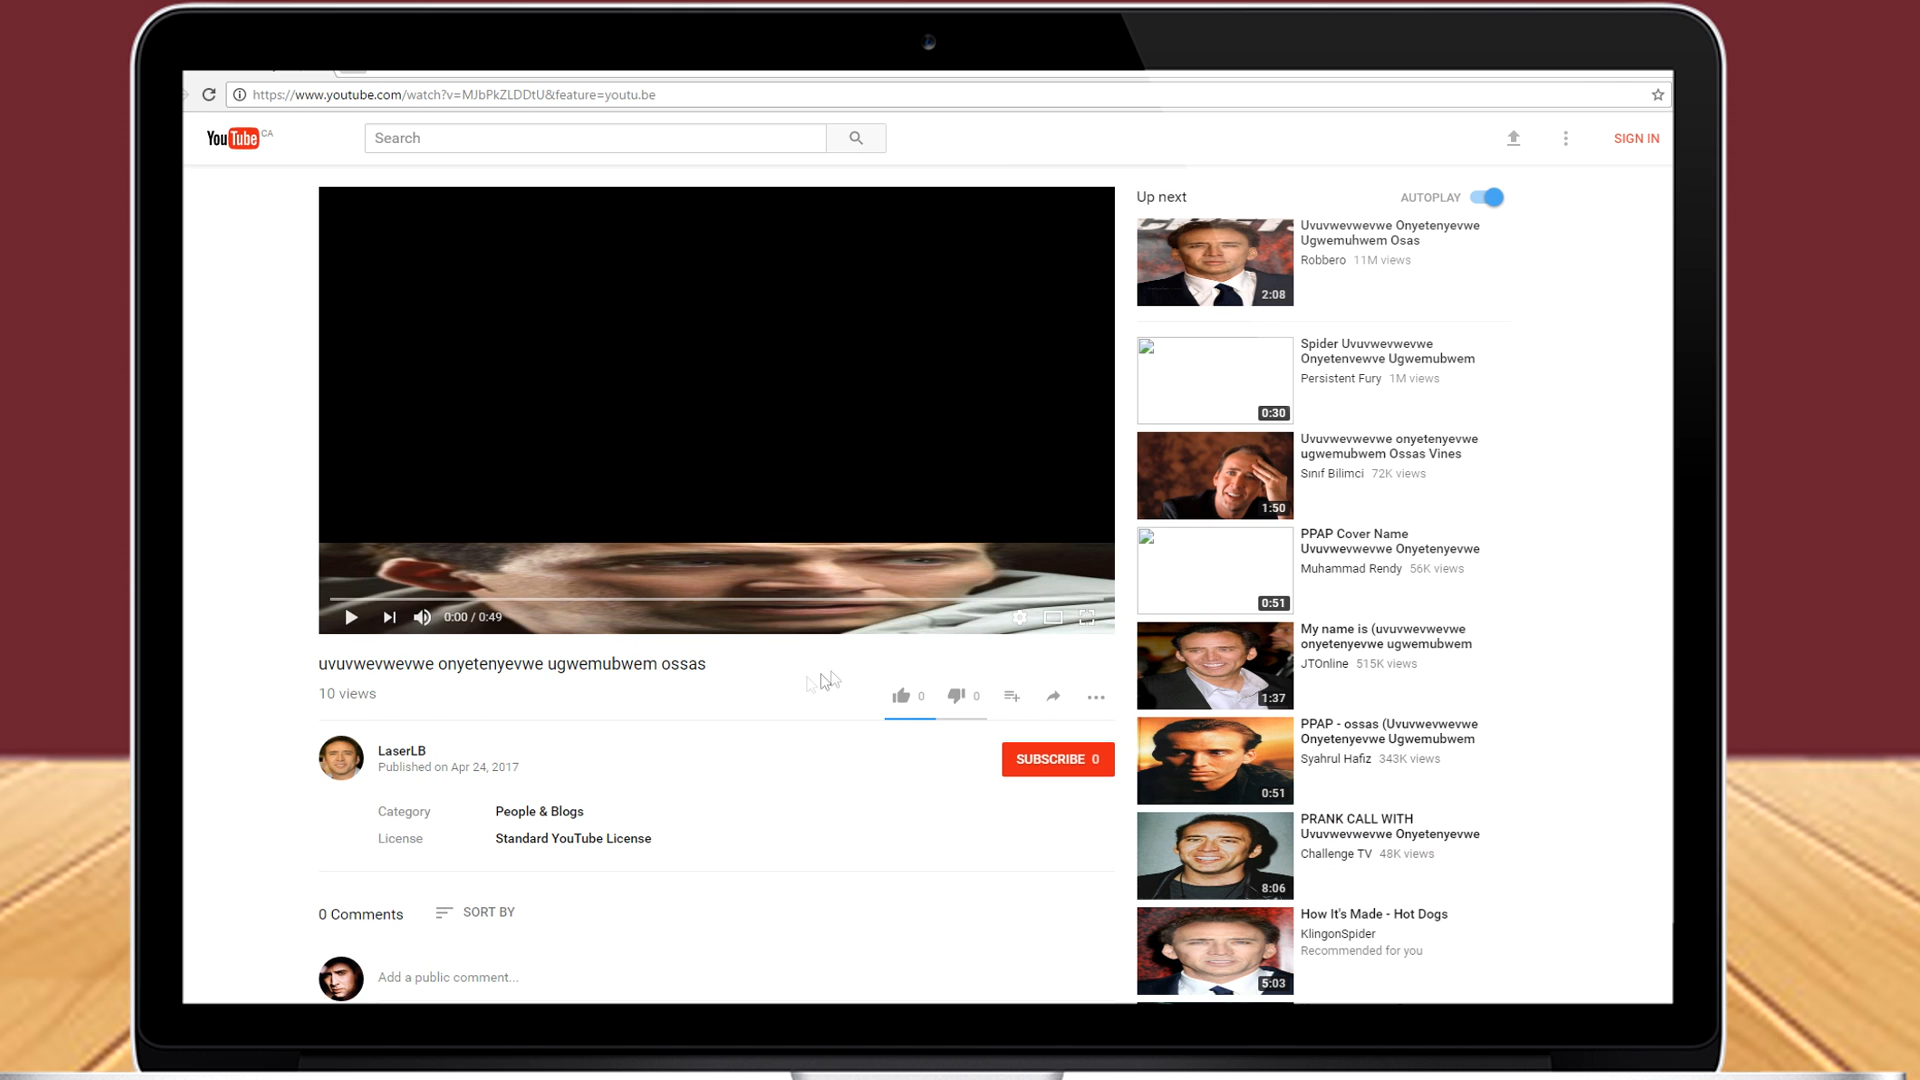 https://www.youtube.com/watch?v=MJbPkZLDDtU&feature=youtu.be
YouTube CA
Search
SIGN IN
Up next
AUTOPLAY
Uvuvwevwevwe Onyetenyevwe
Ugwemuhwem Osas
Robbero 11M views
2:08
Spider Uvuvwevwevwe
Onyetenvewve Ugwemubwem
Persistent Fury 1M views
0:30
Uvuvwevwevwe onyetenyevwe
ugwemubwem Ossas Vines
Sınıf Bilimci 72K views
1:50
PPAP Cover Name
Uvuvwevwevwe Onyetenyevwe
Muhammad Rendy 56K views
0:51
My name is (uvuvwevwevwe
onyetenyevwe ugwemubwem
JTOnline 515K views
1:37
PPAP - ossas (Uvuvwevwevwe
Onyetenyevwe Ugwemubwem
Syahrul Hafiz 343K views
0:51
PRANK CALL WITH
Uvuvwevwevwe Onyetenyevwe
Challenge TV 48K views
8:06
How It's Made - Hot Dogs
KlingonSpider
Recommended for you
5:03
0:00 / 0:49
uvuvwevwevwe onyetenyevwe ugwemubwem ossas
10 views
0 0
LaserLB
Published on Apr 24, 2017
SUBSCRIBE 0
Category People & Blogs
License Standard YouTube License
0 Comments SORT BY
Add a public comment...